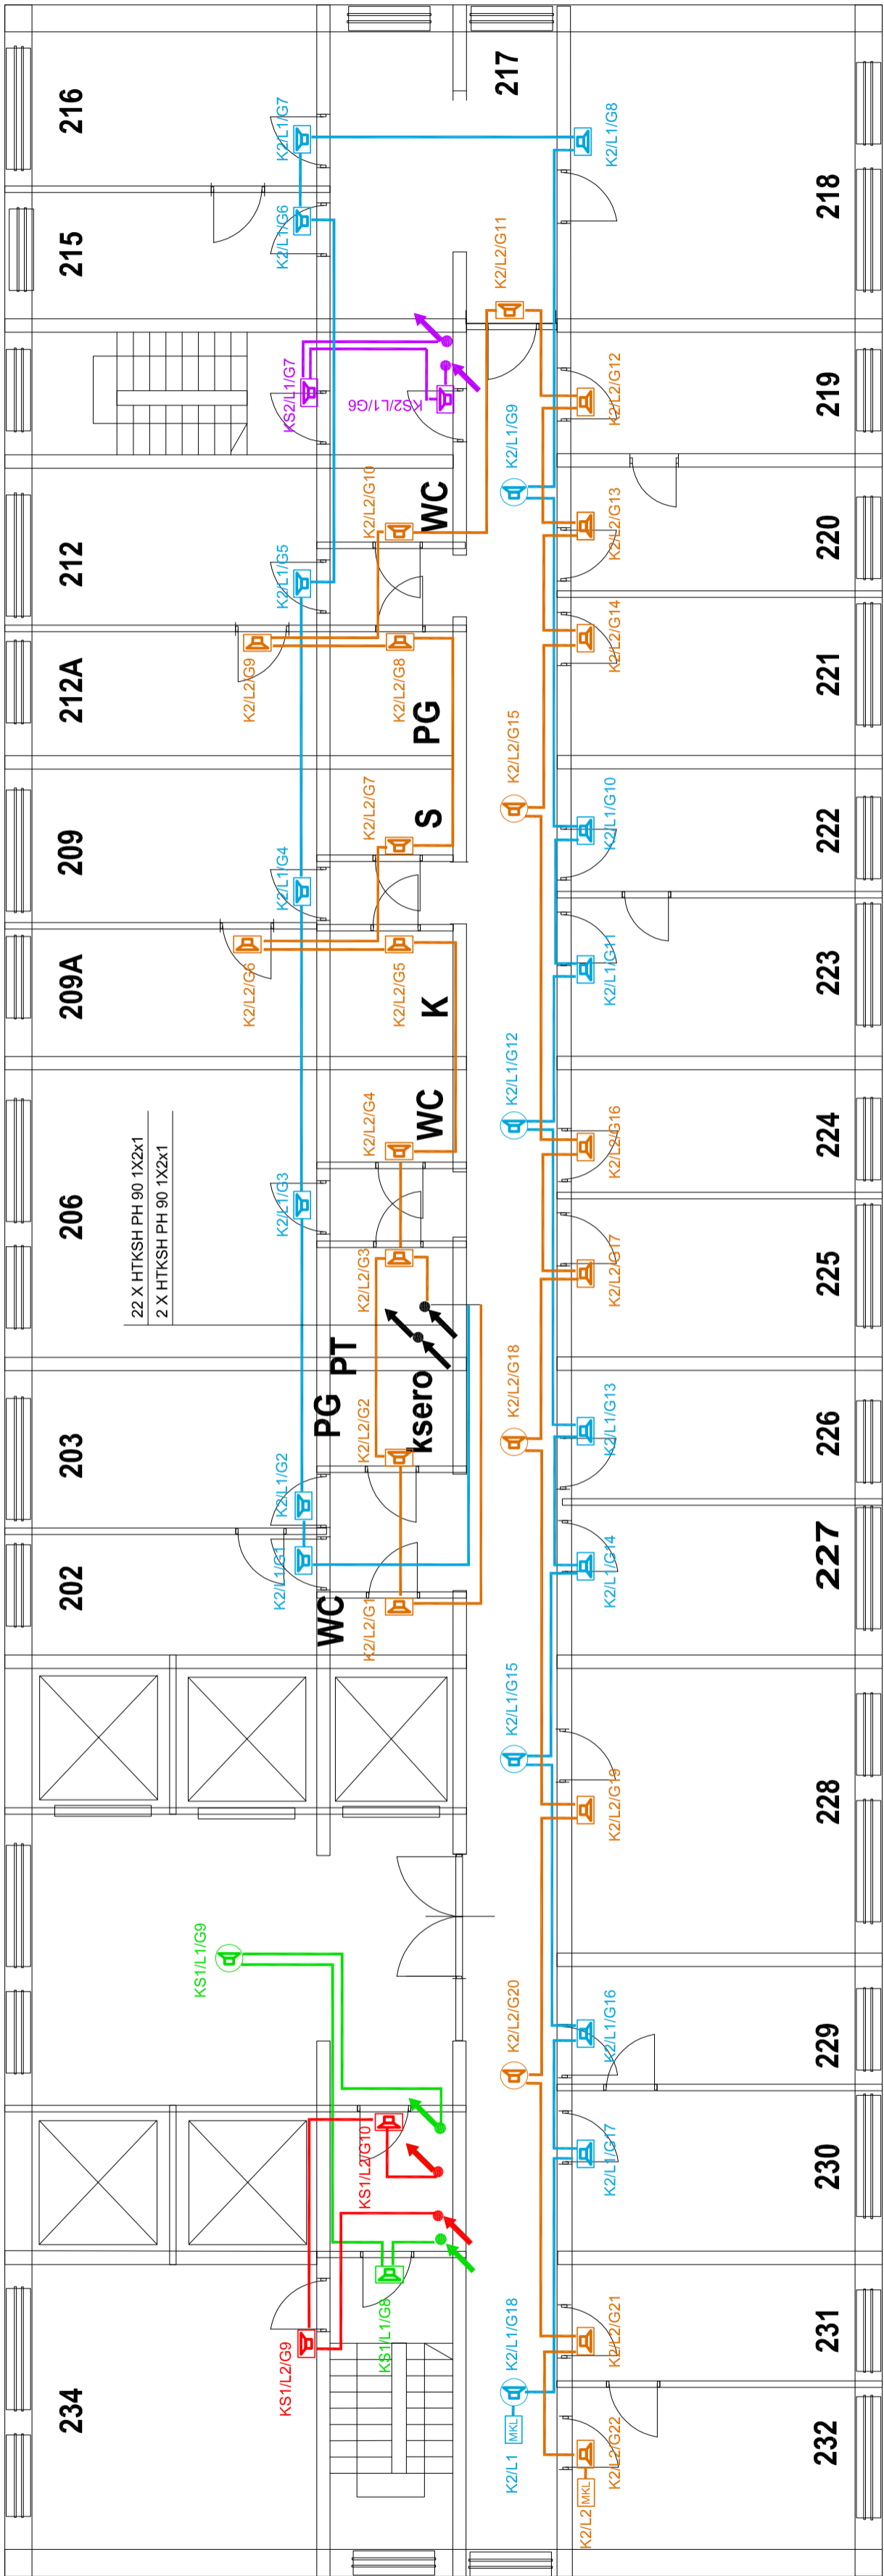 216
215
212
212A
209
209A
206
203
202
234
22 X HTKSH PH 90 1X2x1
2 X HTKSH PH 90 1X2x1
K2/L1/G7
K2/L1/G6
KS2/L1/G7
KS2/L1/G6
K2/L1/G5
K2/L1/G4
K2/L1/G3
K2/L1/G2
K2/L1/G1
K2/L2/G10
K2/L2/G9
K2/L2/G8
K2/L2/G7
K2/L2/G6
K2/L2/G5
K2/L2/G4
K2/L2/G3
K2/L2/G2
K2/L2/G1
WC
PG
S
K
WC
PT
PG
ksero
WC
KS1/L1/G9
KS1/L2/G10
KS1/L2/G9
KS1/L1/G8
217
K2/L2/G11
K2/L1/G9
K2/L2/G15
K2/L1/G12
K2/L2/G18
K2/L1/G15
K2/L2/G20
K2/L1/G18
K2/L1
MKL
K2/L1/G8
K2/L2/G12
K2/L2/G13
K2/L2/G14
K2/L1/G10
K2/L1/G11
K2/L2/G16
K2/L2/G17
K2/L1/G13
K2/L1/G14
K2/L2/G19
K2/L1/G16
K2/L1/G17
K2/L2/G21
K2/L2/G22
K2/L2
MKL
218
219
220
221
222
223
224
225
226
227
228
229
230
231
232